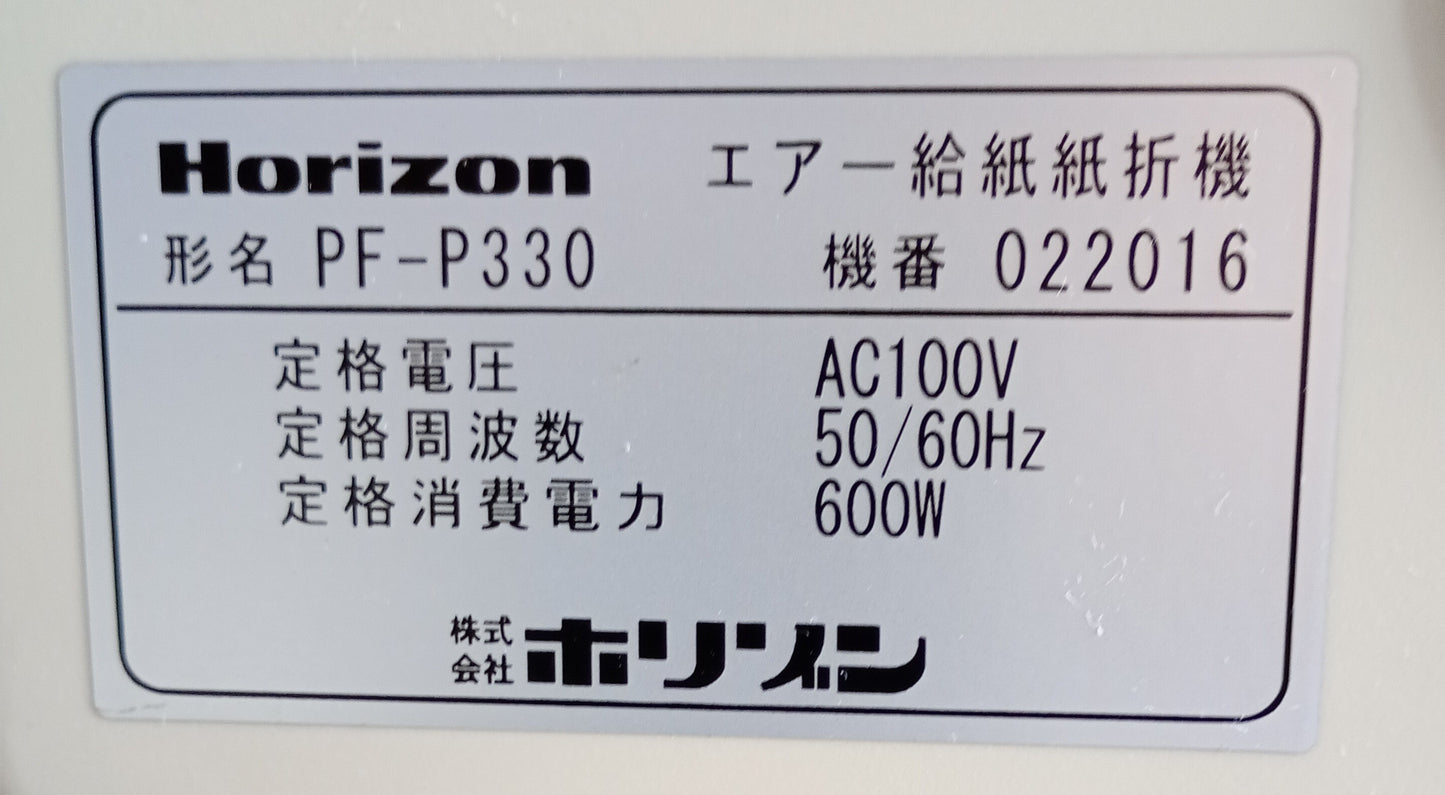 Horizon エアー給紙紙折機
形名 PF-P330 機番 022016
定格電圧 AC100V
定格周波数 50/60Hz
定格消費電力 600W
株式会社 ホリゾン